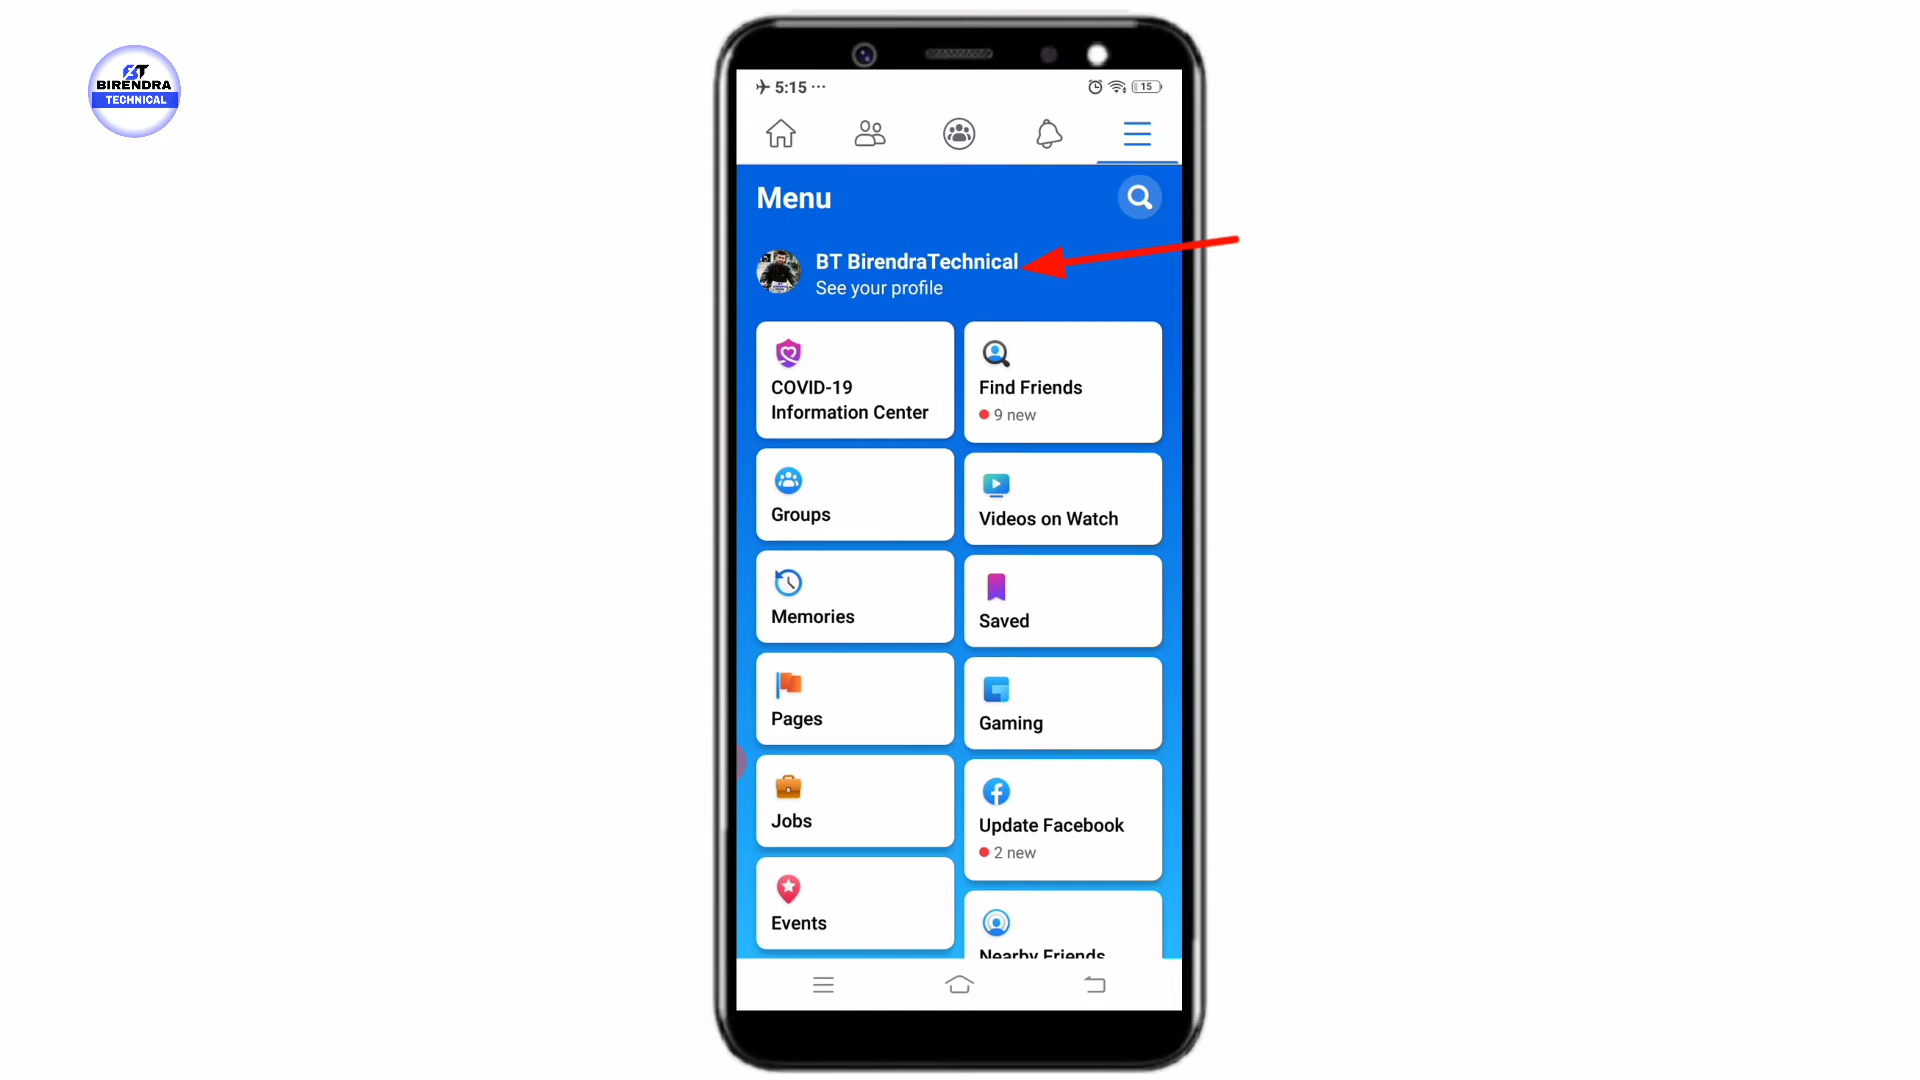 BT
BIRENDRA
TECHNICAL
5:15 ...
15
Menu
BT BirendraTechnical
See your profile
COVID-19
Information Center
Find Friends
9 new
Groups
Videos on Watch
Memories
Saved
Pages
Gaming
Jobs
Update Facebook
2 new
Events
Nearby Friends